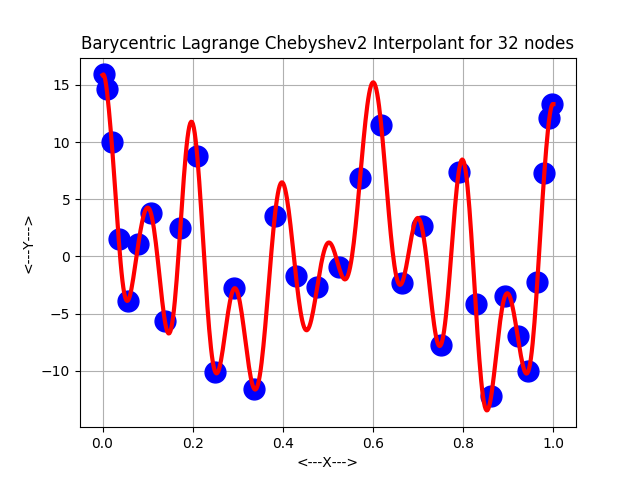 Barycentric Lagrange Chebyshev2 Interpolant for 32 nodes
15
10
5
0
−5
−10
<---Y--->
0.0 0.2 0.4 0.6 0.8 1.0
<---X--->